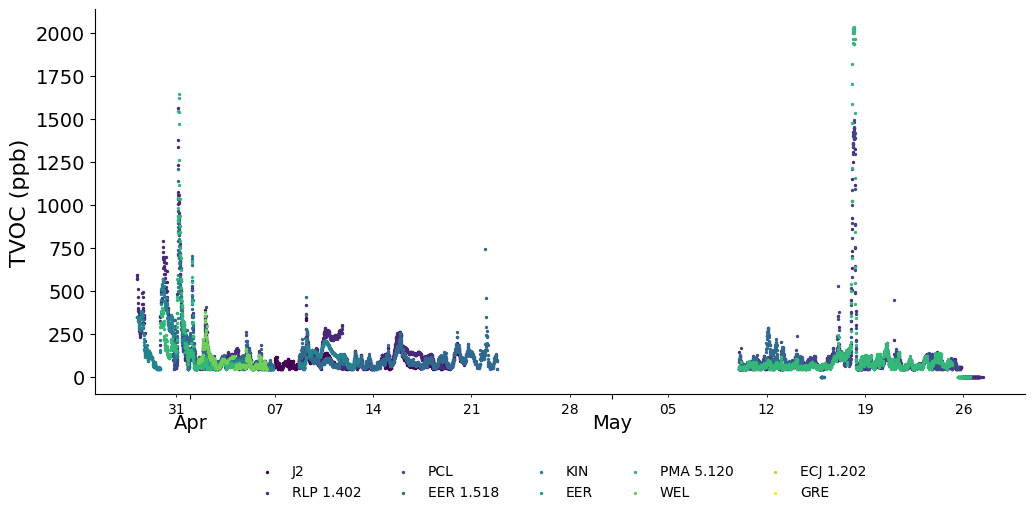 TVOC (ppb)
2000
1750
1500
1250
1000
750
500
250
0
31 07 14 21 28 05 12 19 26
Apr May
J2 PCL KIN PMA 5.120 ECJ 1.202
RLP 1.402 EER 1.518 EER WEL GRE